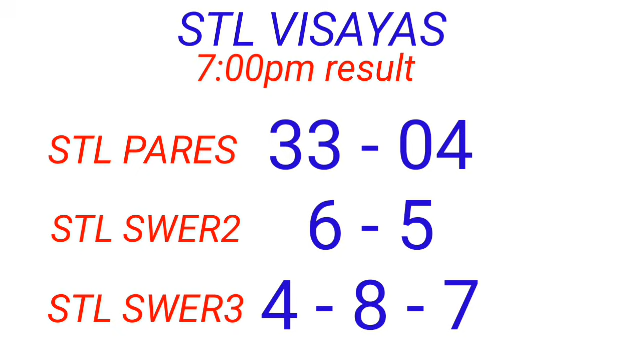 STL VISAYAS
7:00pm result
STL PARES 33 - 04
STL SWER2 6 - 5
STL SWER3 4 - 8 - 7